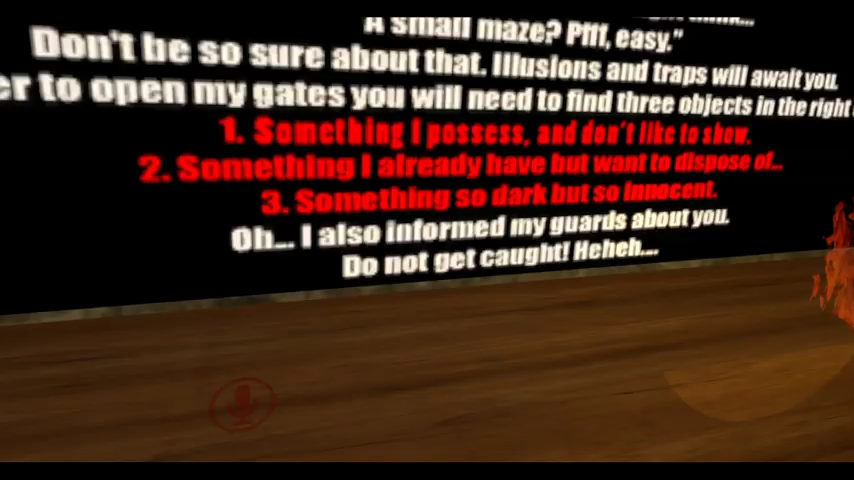 A small maze? Pfff, easy."
Don't be so sure about that. Illusions and traps will await you.
to open my gates you will need to find three objects in the right
1. Something I possess, and don't like to show.
2. Something I already have but want to dispose of...
3. Something so dark but so innocent.
Oh... I also informed my guards about you.
Do not get caught! Heheh...